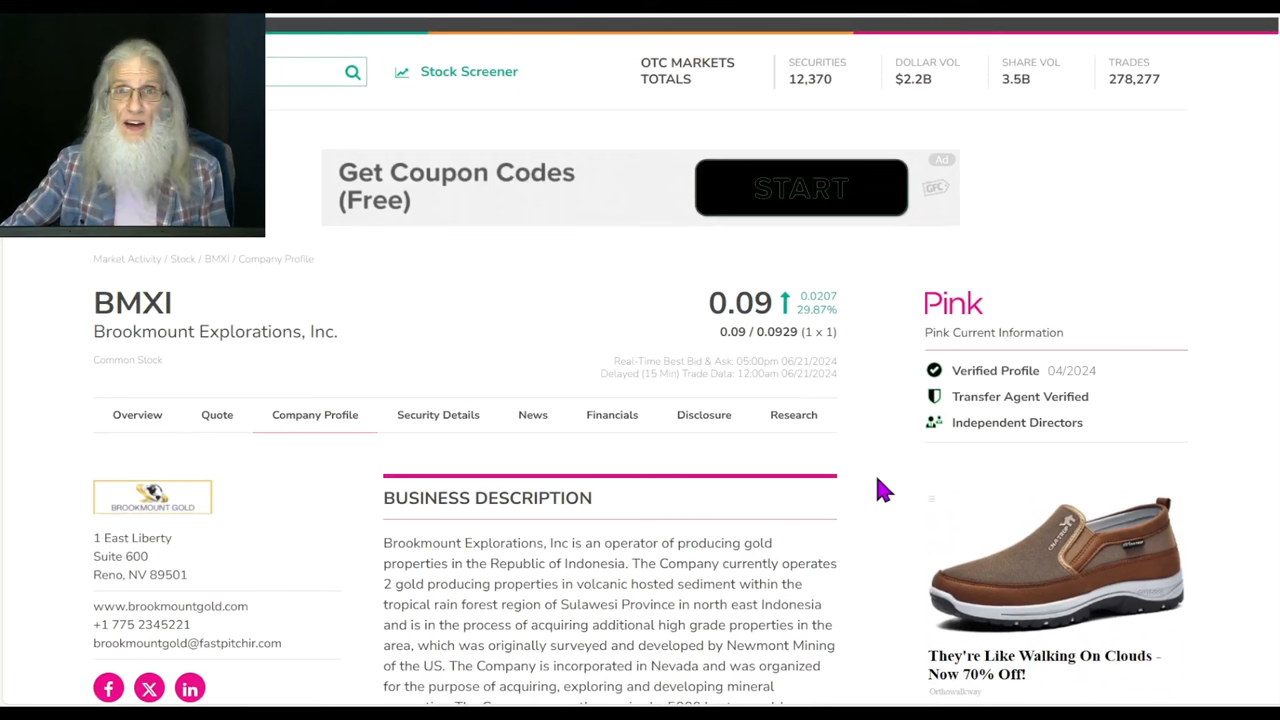 Stock Screener
OTC MARKETS
TOTALS
SECURITIES
12,370
DOLLAR VOL
$2.2B
SHARE VOL
3.5B
TRADES
278,277
Get Coupon Codes
(Free)
START
Ad
Market Activity / Stock / BMXI / Company Profile
BMXI
Brookmount Explorations, Inc.
Common Stock
0.09
0.0207
29.87%
0.09 / 0.0929 (1 x 1)
Real-Time Best Bid & Ask: 05:00pm 06/21/2024
Delayed (15 Min) Trade Data: 12:00am 06/21/2024
Pink
Pink Current Information
Verified Profile 04/2024
Transfer Agent Verified
Independent Directors
Overview
Quote
Company Profile
Security Details
News
Financials
Disclosure
Research
BROOKMOUNT GOLD
1 East Liberty
Suite 600
Reno, NV 89501
www.brookmountgold.com
+1 775 2345221
brookmountgold@fastpitchir.com
BUSINESS DESCRIPTION
Brookmount Explorations, Inc is an operator of producing gold
properties in the Republic of Indonesia. The Company currently operates
2 gold producing properties in volcanic hosted sediment within the
tropical rain forest region of Sulawesi Province in north east Indonesia
and is in the process of acquiring additional high grade properties in the
area, which was originally surveyed and developed by Newmont Mining
of the US. The Company is incorporated in Nevada and was organized
for the purpose of acquiring, exploring and developing mineral
They're Like Walking On Clouds -
Now 70% Off!
Orthowalkway